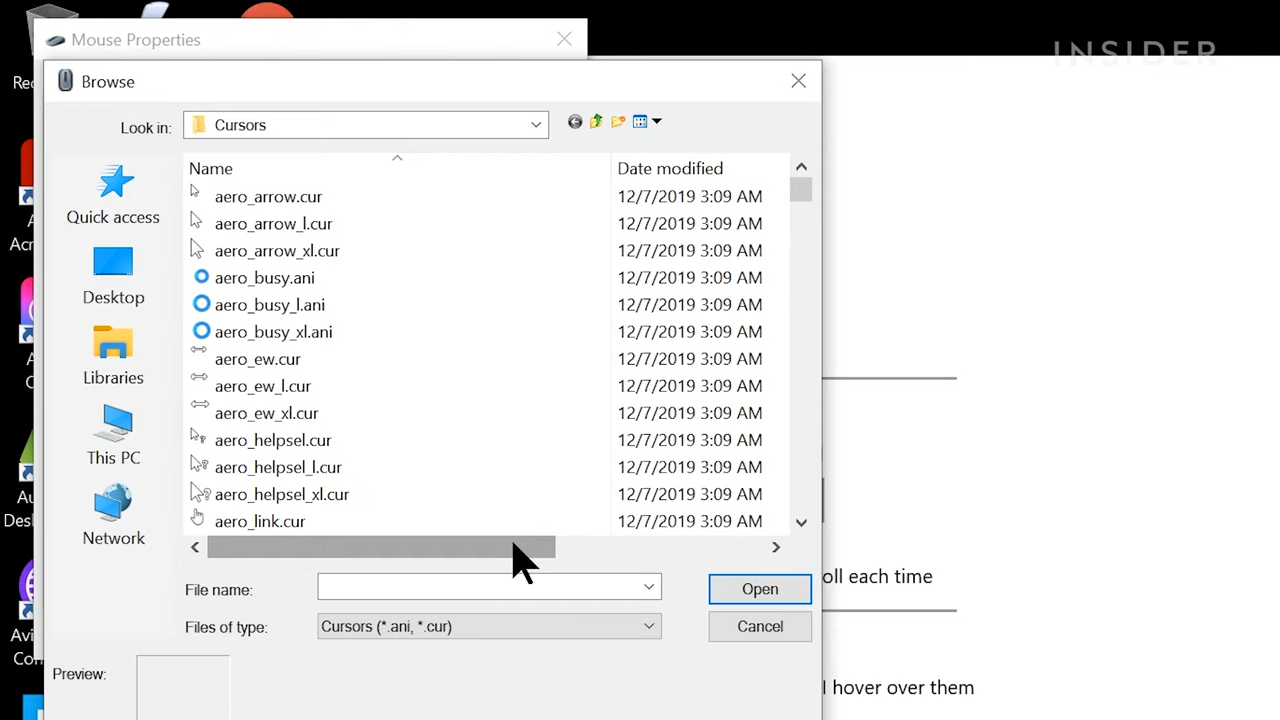 Mouse Properties
INSIDER
Rec
Browse
Look in:
Cursors
Name
Date modified
aero_arrow.cur
12/7/2019 3:09 AM
aero_arrow_l.cur
12/7/2019 3:09 AM
aero_arrow_xl.cur
12/7/2019 3:09 AM
aero_busy.ani
12/7/2019 3:09 AM
aero_busy_l.ani
12/7/2019 3:09 AM
aero_busy_xl.ani
12/7/2019 3:09 AM
aero_ew.cur
12/7/2019 3:09 AM
aero_ew_l.cur
12/7/2019 3:09 AM
aero_ew_xl.cur
12/7/2019 3:09 AM
aero_helpsel.cur
12/7/2019 3:09 AM
aero_helpsel_l.cur
12/7/2019 3:09 AM
aero_helpsel_xl.cur
12/7/2019 3:09 AM
aero_link.cur
12/7/2019 3:09 AM
Quick access
Desktop
Libraries
This PC
Network
A
Acr
A
C
Au
Des
Avi
Con
File name:
Open
Files of type:
Cursors (*.ani, *.cur)
Cancel
Preview:
oll each time
I hover over them